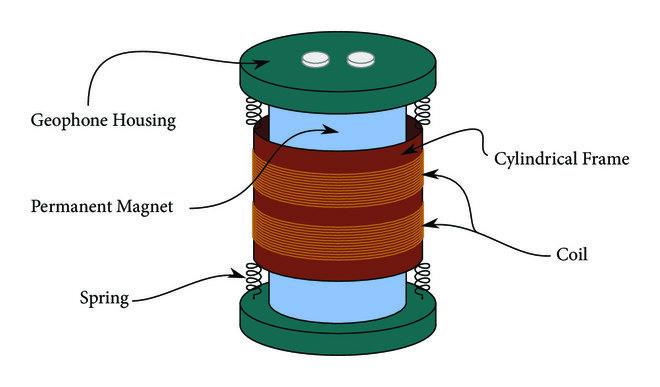 Geophone Housing
Cylindrical Frame
Permanent Magnet
Coil
Spring